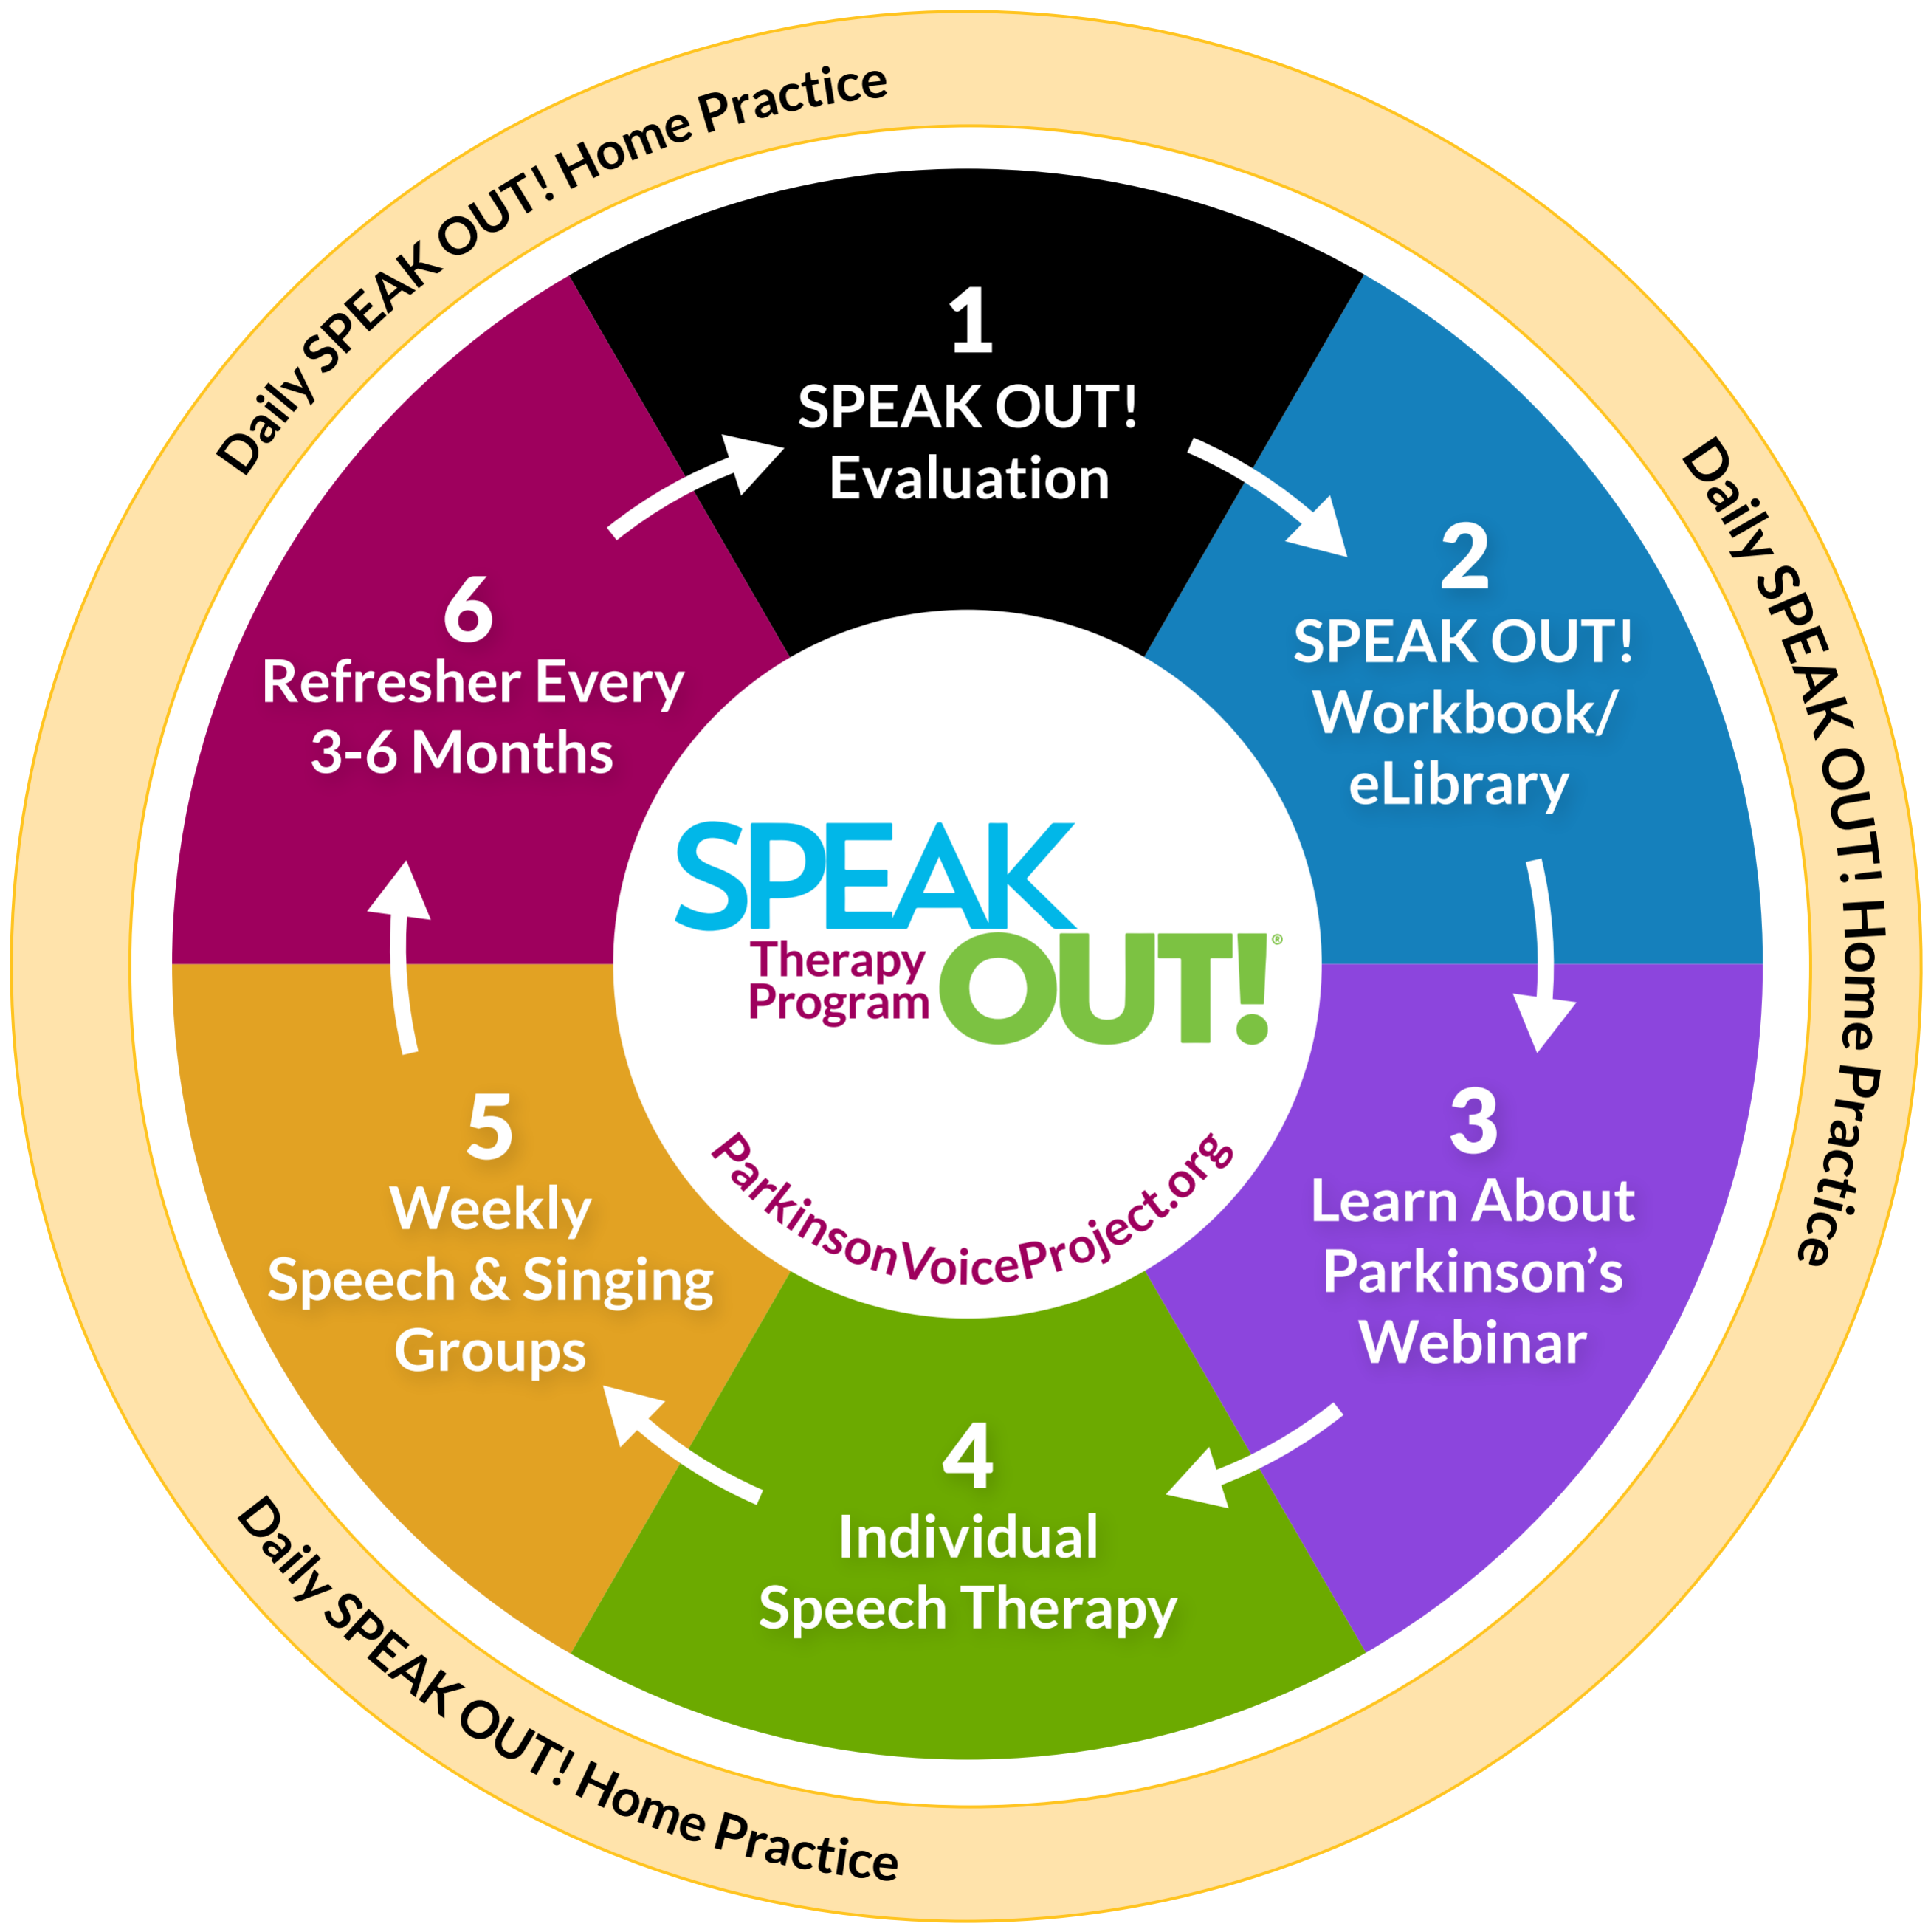 Daily SPEAK OUT! Home Practice
Daily SPEAK OUT! Home Practice
Daily SPEAK OUT! Home Practice
1
SPEAK OUT!
Evaluation
2
SPEAK OUT!
Workbook/
eLibrary
3
Learn About
Parkinson's
Webinar
4
Individual
Speech Therapy
5
Weekly
Speech & Singing
Groups
6
Refresher Every
3-6 Months
SPEAK
OUT!®
Therapy
Program
ParkinsonVoiceProject.org